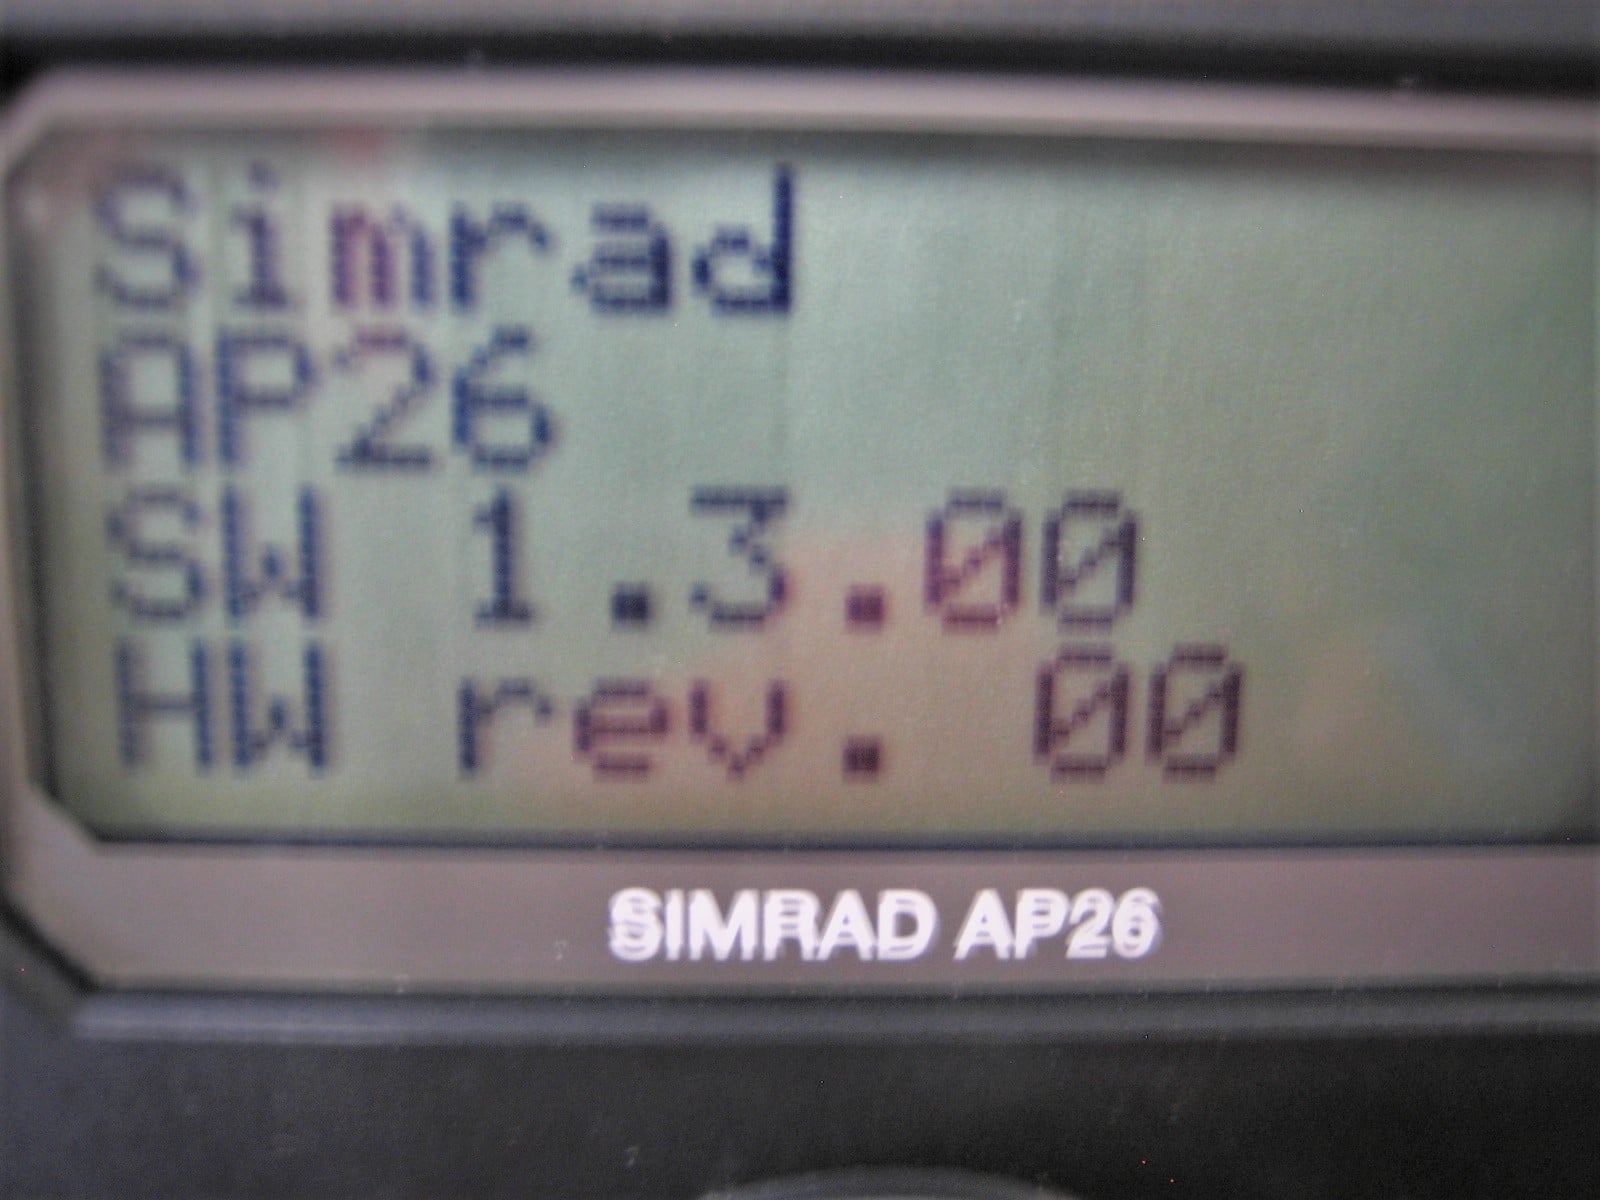 Simrad
AP26
SW 1.3.00
HW rev. 00
SIMRAD AP26